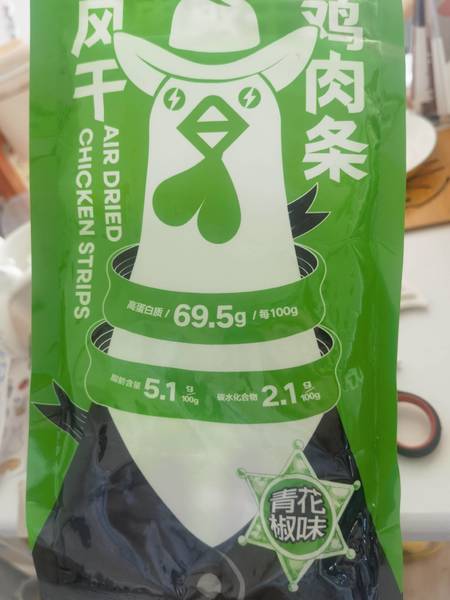 风干
AIR DRIED
CHICKEN STRIPS
鸡肉条
高蛋白质 / 69.5g / 每100g
脂肪含量 5.1 g/100g 碳水化合物 2.1 g/100g
青花
椒味